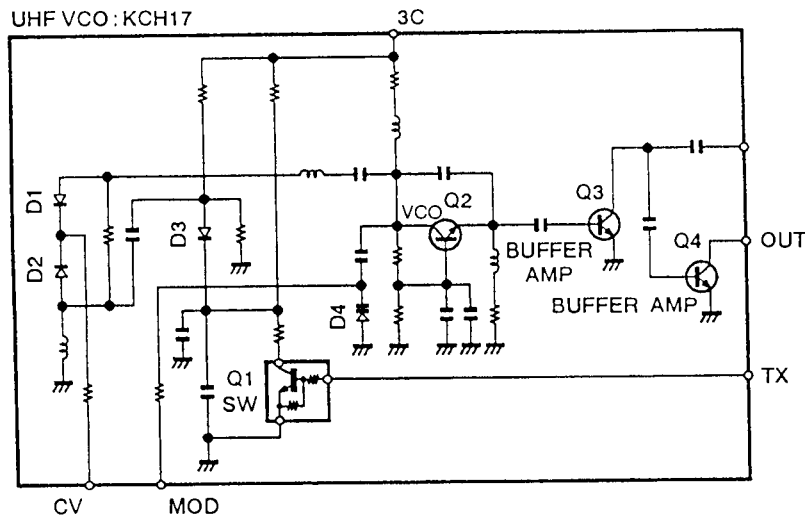 UHF VCO : KCH17
3C
D1
D3
Q2
VCO
Q3
BUFFER
AMP
Q4
OUT
D2
BUFFER AMP
D4
Q1
SW
TX
CV
MOD